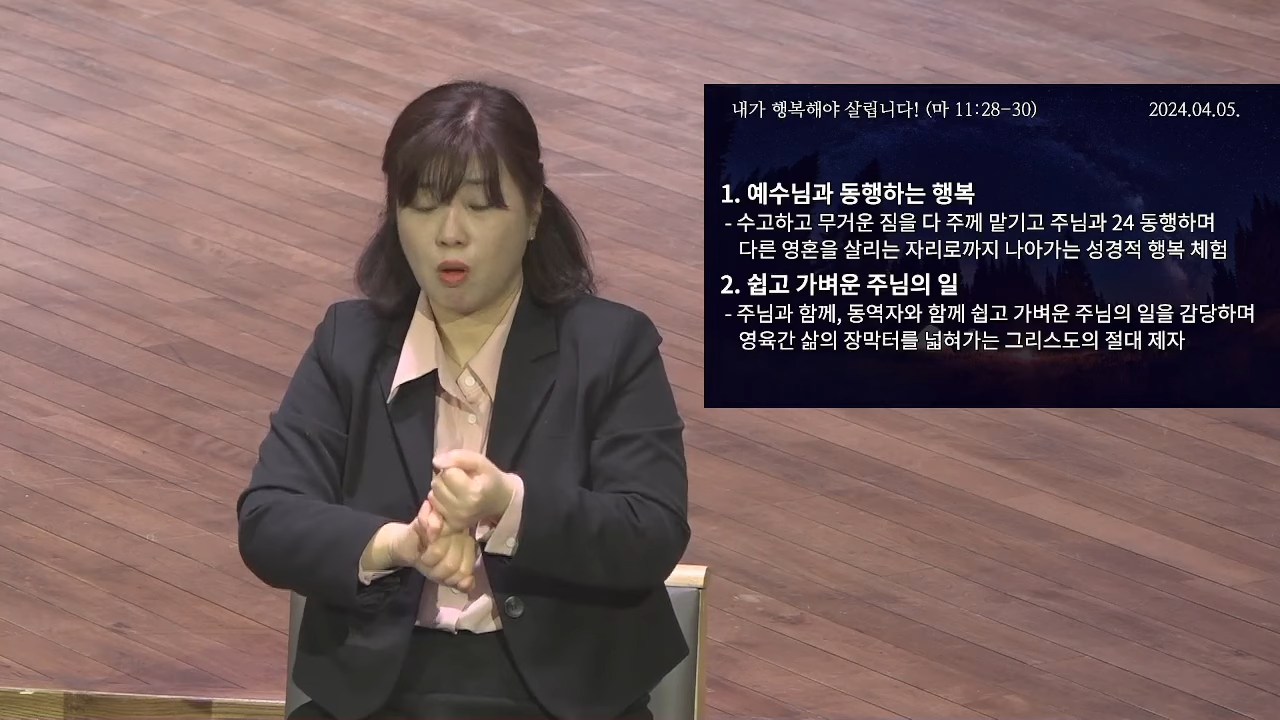 내가 행복해야 살립니다! (마 11:28-30)
2024.04.05.
1. 예수님과 동행하는 행복
- 수고하고 무거운 짐을 다 주께 맡기고 주님과 24 동행하며
다른 영혼을 살리는 자리로까지 나아가는 성경적 행복 체험
2. 쉽고 가벼운 주님의 일
- 주님과 함께, 동역자와 함께 쉽고 가벼운 주님의 일을 감당하며
영육간 삶의 장막터를 넓혀가는 그리스도의 절대 제자